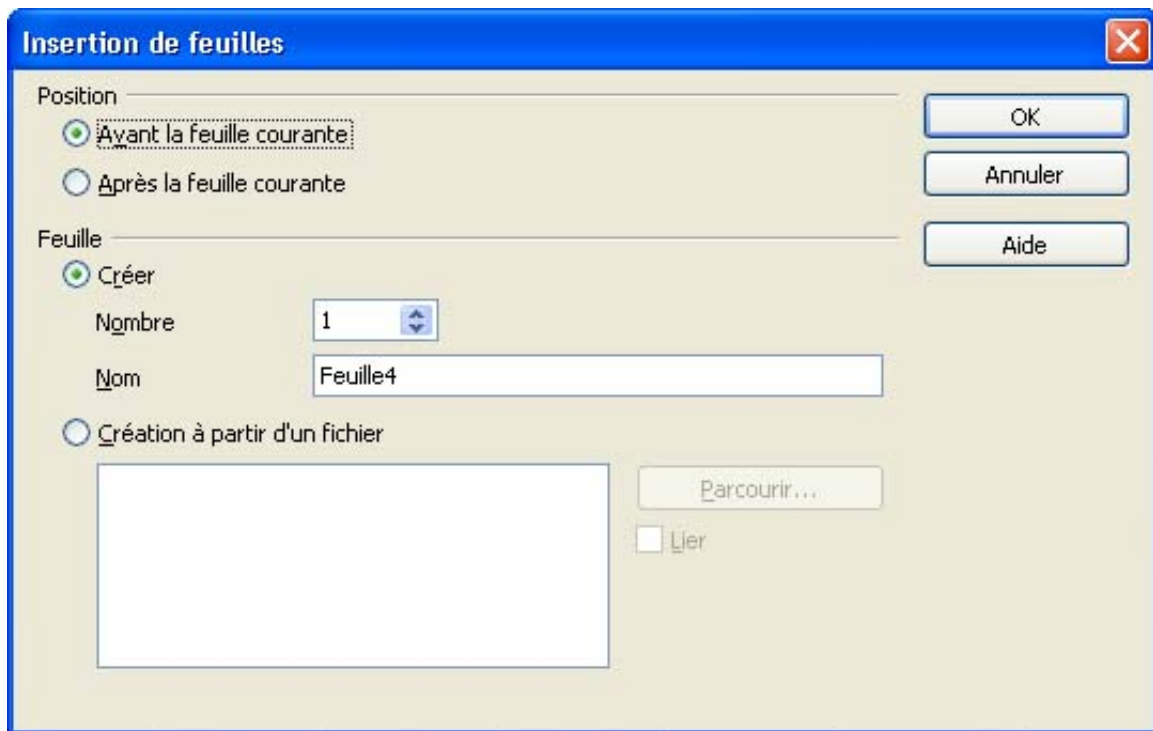 Insertion de feuilles
Position
Avant la feuille courante
Après la feuille courante
Feuille
Créer
Nombre
1
Nom
Feuille4
Création à partir d'un fichier
Parcourir...
Lier
OK
Annuler
Aide